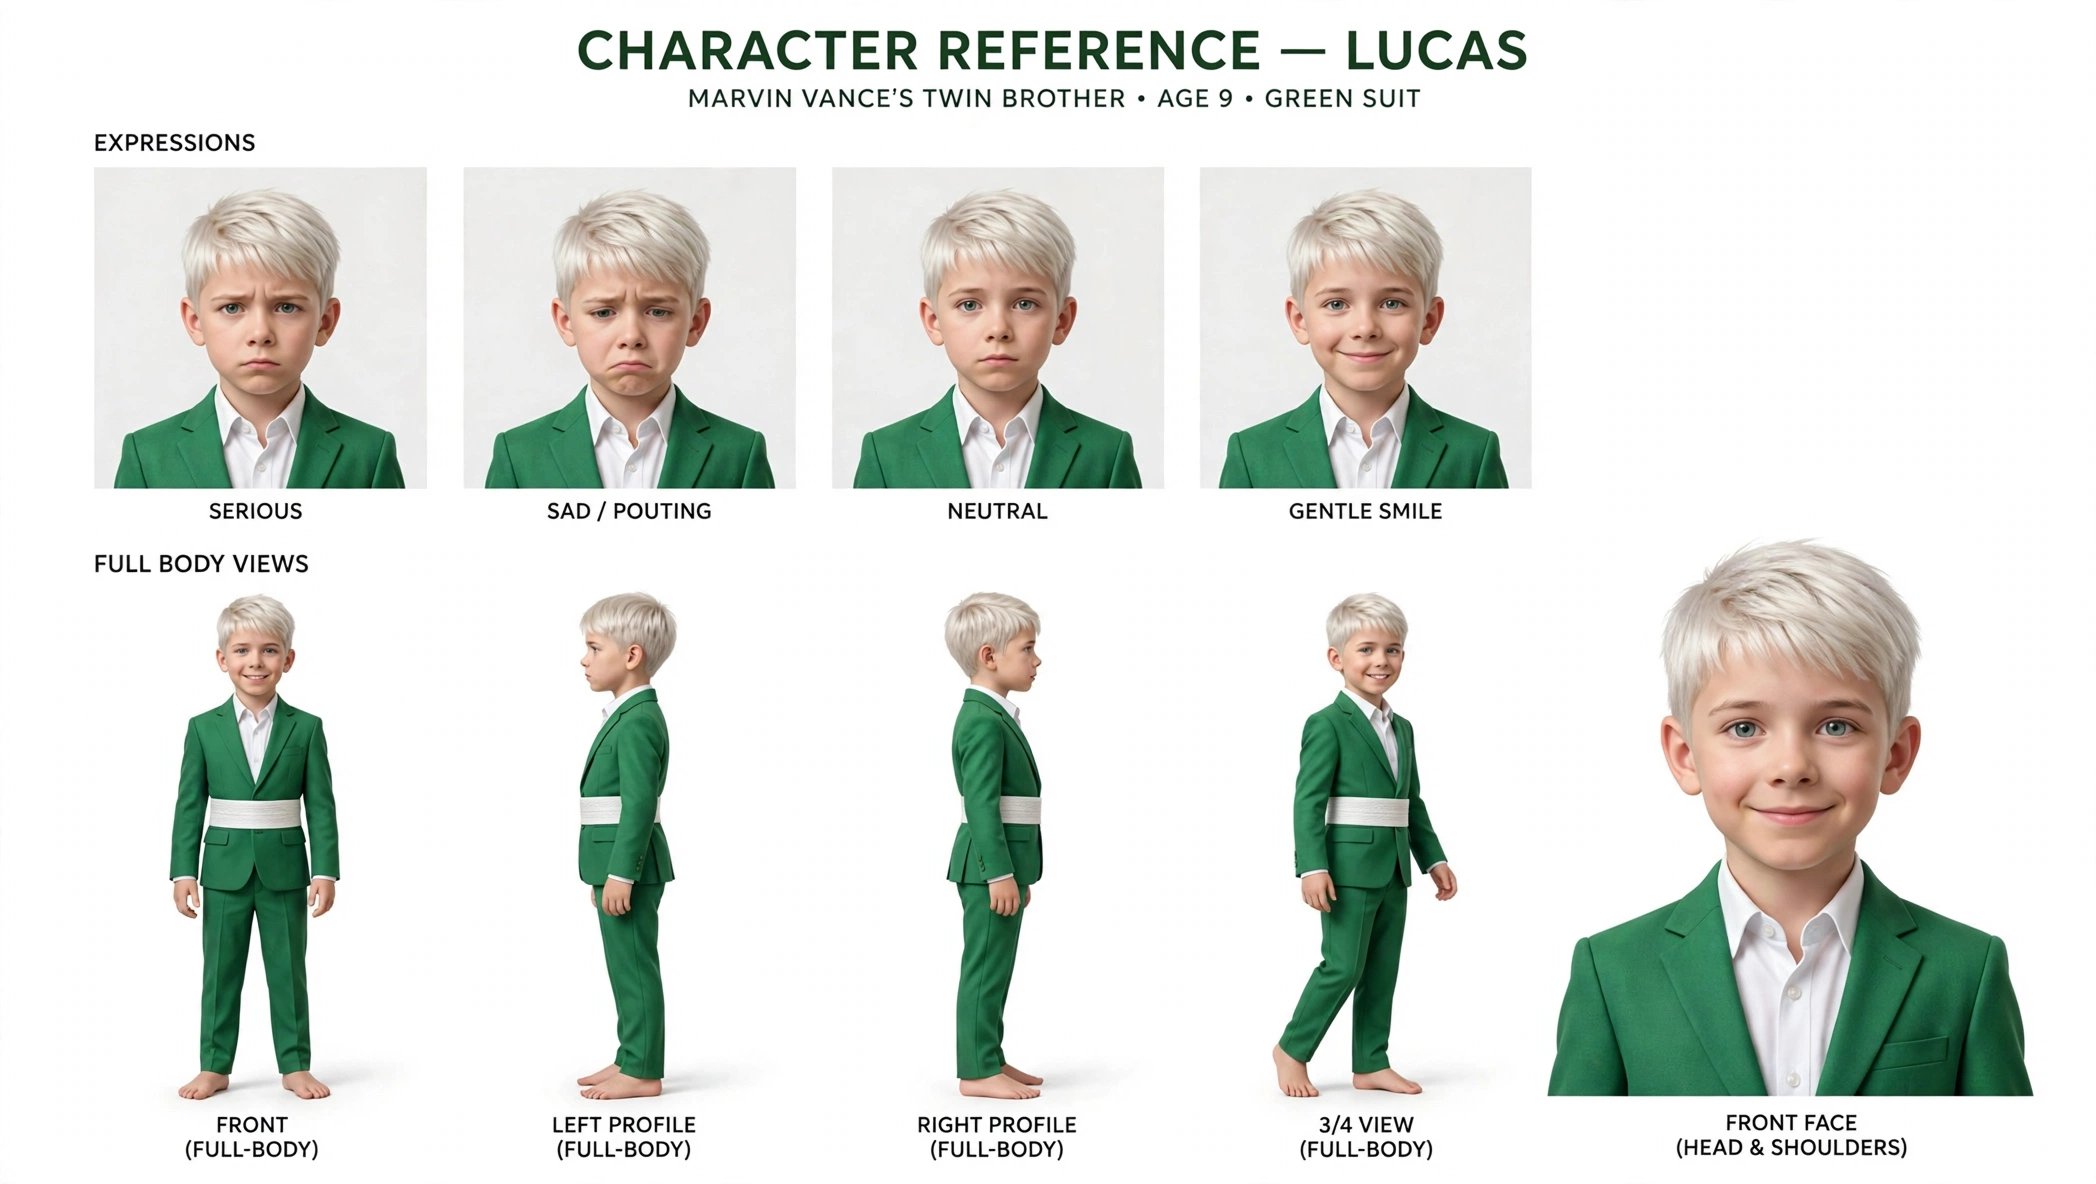 CHARACTER REFERENCE — LUCAS
MARVIN VANCE’S TWIN BROTHER • AGE 9 • GREEN SUIT
EXPRESSIONS
SERIOUS
SAD / POUTING
NEUTRAL
GENTLE SMILE
FULL BODY VIEWS
FRONT
(FULL-BODY)
LEFT PROFILE
(FULL-BODY)
RIGHT PROFILE
(FULL-BODY)
3/4 VIEW
(FULL-BODY)
FRONT FACE
(HEAD & SHOULDERS)